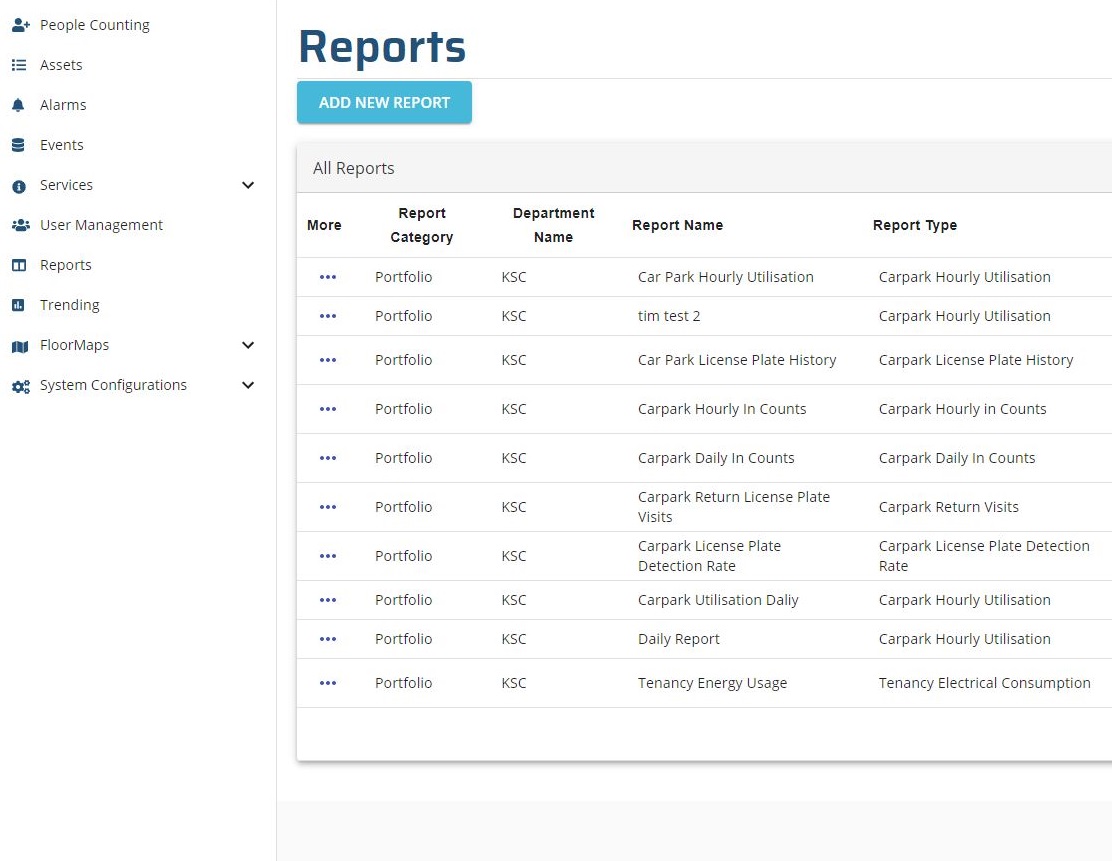 People Counting
Assets
Alarms
Events
Services
User Management
Reports
Trending
FloorMaps
System Configurations
Reports
ADD NEW REPORT
All Reports
More
Report
Category
Department
Name
Report Name
Report Type
Portfolio KSC Car Park Hourly Utilisation Carpark Hourly Utilisation
Portfolio KSC tim test 2 Carpark Hourly Utilisation
Portfolio KSC Car Park License Plate History Carpark License Plate History
Portfolio KSC Carpark Hourly In Counts Carpark Hourly in Counts
Portfolio KSC Carpark Daily In Counts Carpark Daily In Counts
Portfolio KSC Carpark Return License Plate
Visits Carpark Return Visits
Portfolio KSC Carpark License Plate
Detection Rate Carpark License Plate Detection
Rate
Portfolio KSC Carpark Utilisation Daliy Carpark Hourly Utilisation
Portfolio KSC Daily Report Carpark Hourly Utilisation
Portfolio KSC Tenancy Energy Usage Tenancy Electrical Consumption